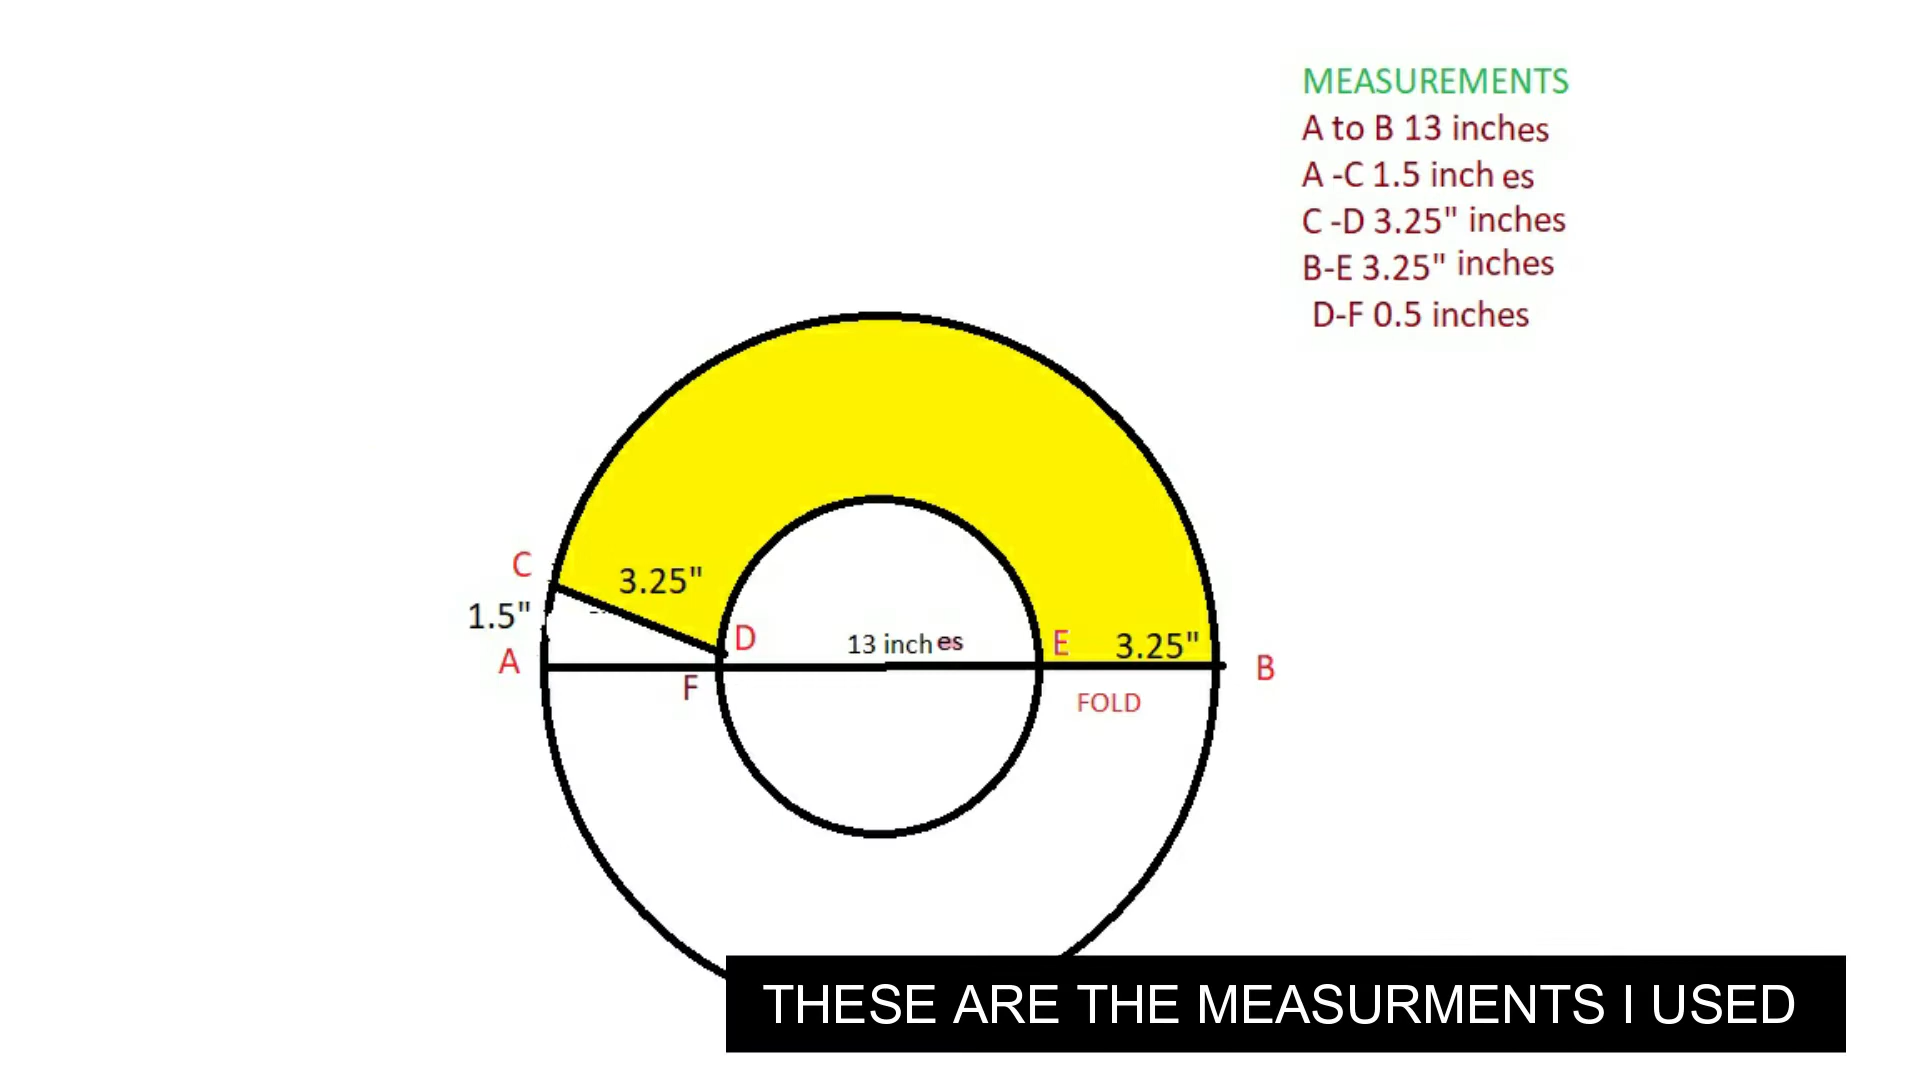 MEASUREMENTS
A to B 13 inches
A -C 1.5 inch es
C -D 3.25" inches
B-E 3.25" inches
D-F 0.5 inches
C
3.25"
1.5"
D
13 inch es
E
3.25"
A
B
F
FOLD
THESE ARE THE MEASURMENTS I USED